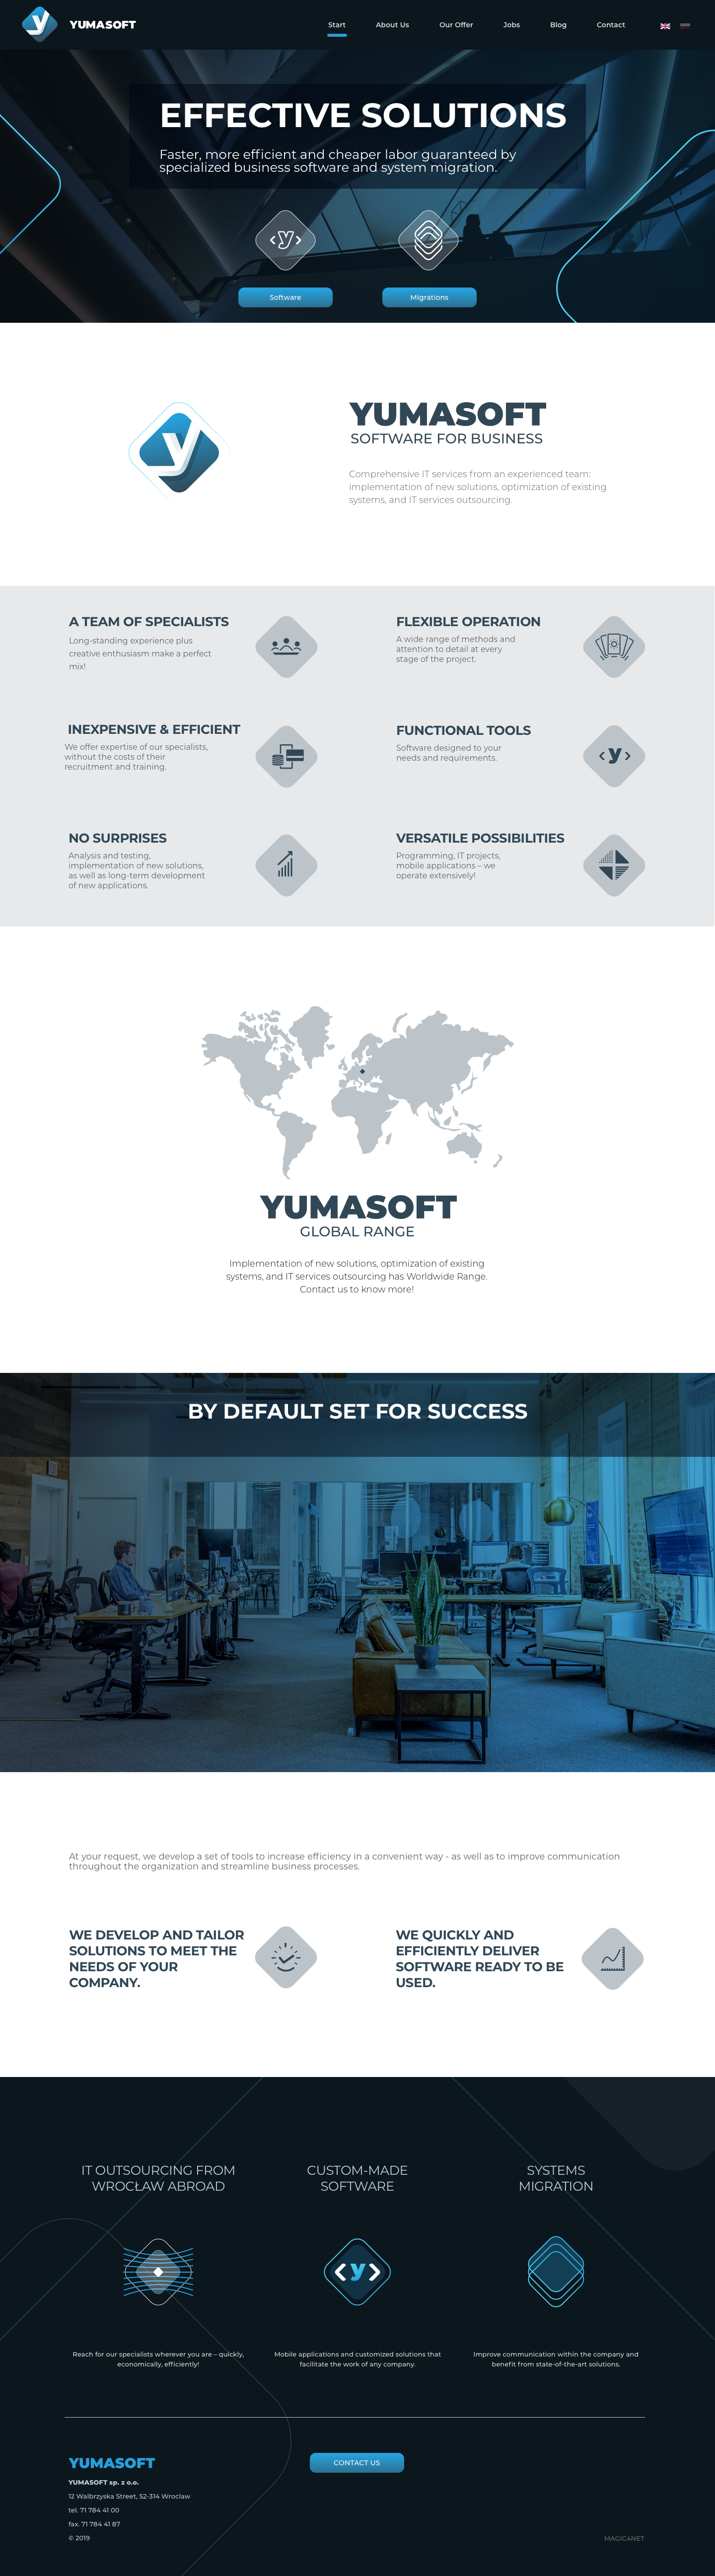 YUMASOFT
Start
About Us
Our Offer
Jobs
Blog
Contact
EFFECTIVE SOLUTIONS
Faster, more efficient and cheaper labor guaranteed by
specialized business software and system migration.
Software
Migrations
YUMASOFT
SOFTWARE FOR BUSINESS
Comprehensive IT services from an experienced team:
implementation of new solutions, optimization of existing
systems, and IT services outsourcing.
A TEAM OF SPECIALISTS
Long-standing experience plus
creative enthusiasm make a perfect
mix!
FLEXIBLE OPERATION
A wide range of methods and
attention to detail at every
stage of the project.
INEXPENSIVE & EFFICIENT
We offer expertise of our specialists,
without the costs of their
recruitment and training.
FUNCTIONAL TOOLS
Software designed to your
needs and requirements.
NO SURPRISES
Analysis and testing,
implementation of new solutions,
as well as long-term development
of new applications.
VERSATILE POSSIBILITIES
Programming, IT projects,
mobile applications – we
operate extensively!
YUMASOFT
GLOBAL RANGE
Implementation of new solutions, optimization of existing
systems, and IT services outsourcing has Worldwide Range.
Contact us to know more!
BY DEFAULT SET FOR SUCCESS
At your request, we develop a set of tools to increase efficiency in a convenient way - as well as to improve communication
throughout the organization and streamline business processes.
WE DEVELOP AND TAILOR
SOLUTIONS TO MEET THE
NEEDS OF YOUR
COMPANY.
WE QUICKLY AND
EFFICIENTLY DELIVER
SOFTWARE READY TO BE
USED.
IT OUTSOURCING FROM
WROCŁAW ABROAD
CUSTOM-MADE
SOFTWARE
SYSTEMS
MIGRATION
Reach for our specialists wherever you are – quickly,
economically, efficiently!
Mobile applications and customized solutions that
facilitate the work of any company.
Improve communication within the company and
benefit from state-of-the-art solutions.
YUMASOFT
YUMASOFT sp. z o.o.
12 Walbrzyska Street, 52-314 Wroclaw
tel. 71 784 41 00
fax. 71 784 41 87
© 2019
CONTACT US
MAGIC4NET